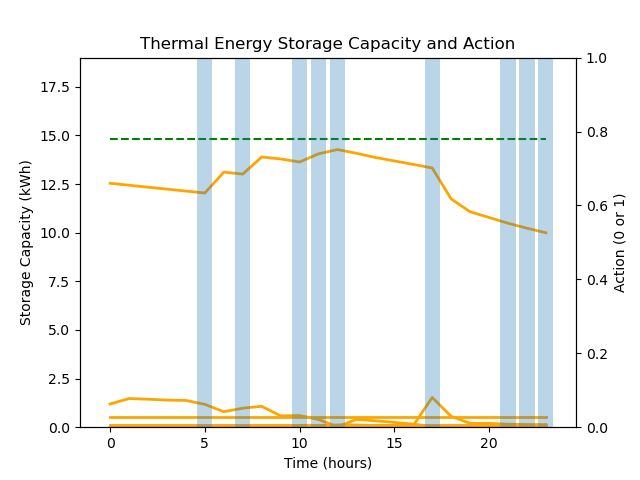 Thermal Energy Storage Capacity and Action
Storage Capacity (kWh)
17.5
15.0
12.5
10.0
7.5
5.0
2.5
0.0
0 5 10 15 20
Time (hours)
1.0
0.8
0.6
0.4
0.2
0.0
Action (0 or 1)